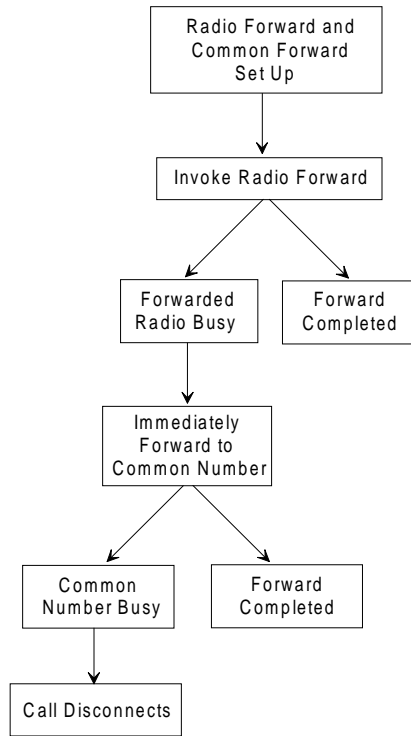 Radio Forward and
Common Forward
Set Up
Invoke Radio Forward
Forwarded
Radio Busy
Forward
Completed
Immediately
Forward to
Common Number
Common
Number Busy
Forward
Completed
Call Disconnects